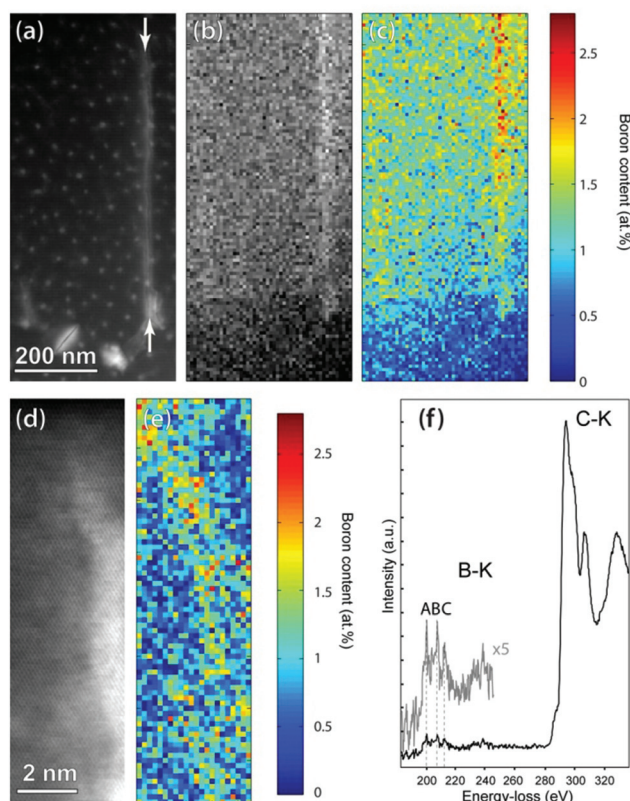 (a)
200 nm
(b)
(c)
2.5
2
1.5
1
0.5
0
Boron content (at.%)
(d)
2 nm
(e)
2.5
2
1.5
1
0.5
0
Boron content (at.%)
(f)
C-K
B-K
ABC
x5
Intensity (a.u.)
200 220 240 260 280 300 320
Energy-loss (eV)